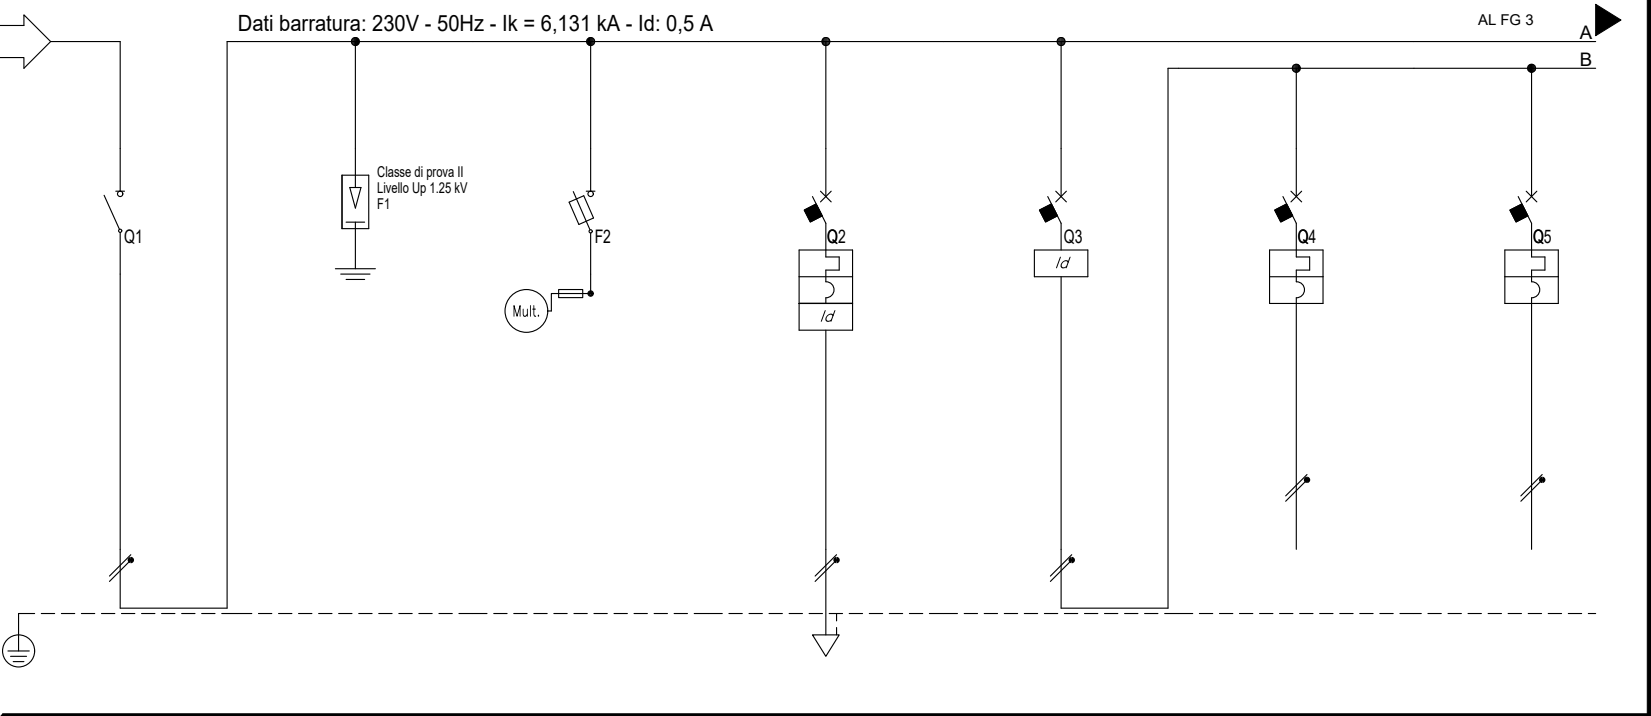 Dati barratura: 230V - 50Hz - Ik = 6,131 kA - Id: 0,5 A
AL FG 3
A
B
Classe di prova II
Livello Up 1.25 kV
F1
Q1
F2
Q2
Q3
Q4
Q5
Id
Mult.
Id